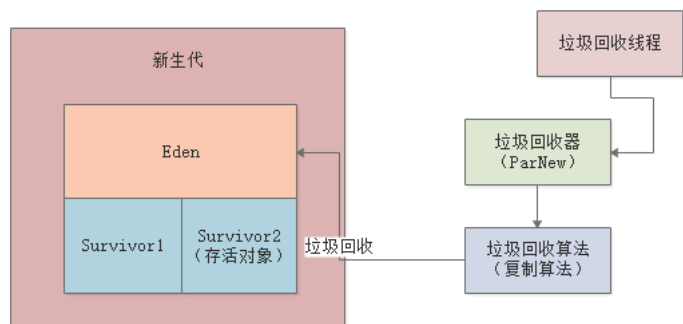 新生代
垃圾回收线程
Eden
垃圾回收器
（ParNew）
Survivor1
Survivor2
（存活对象）
垃圾回收
垃圾回收算法
（复制算法）